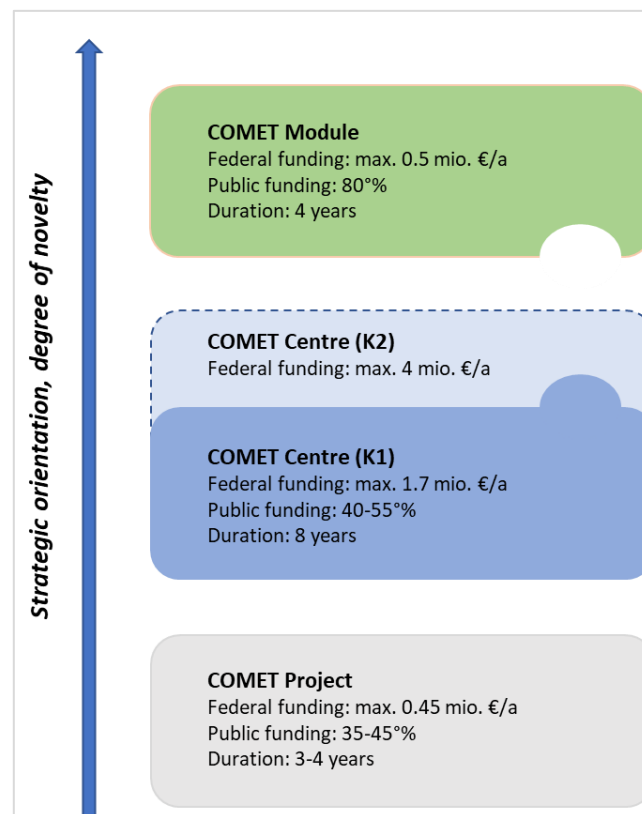 Strategic orientation, degree of novelty
COMET Module
Federal funding: max. 0.5 mio. €/a
Public funding: 80°%
Duration: 4 years
COMET Centre (K2)
Federal funding: max. 4 mio. €/a
COMET Centre (K1)
Federal funding: max. 1.7 mio. €/a
Public funding: 40-55°%
Duration: 8 years
COMET Project
Federal funding: max. 0.45 mio. €/a
Public funding: 35-45°%
Duration: 3-4 years